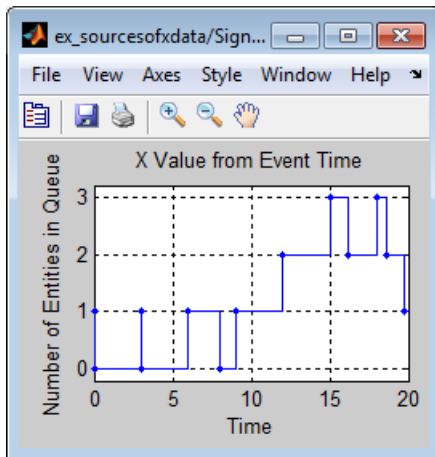 ex_sourcesofxdata/Sign...
File View Axes Style Window Help
X Value from Event Time
Number of Entities in Queue
3
2
1
0
0 5 10 15 20
Time